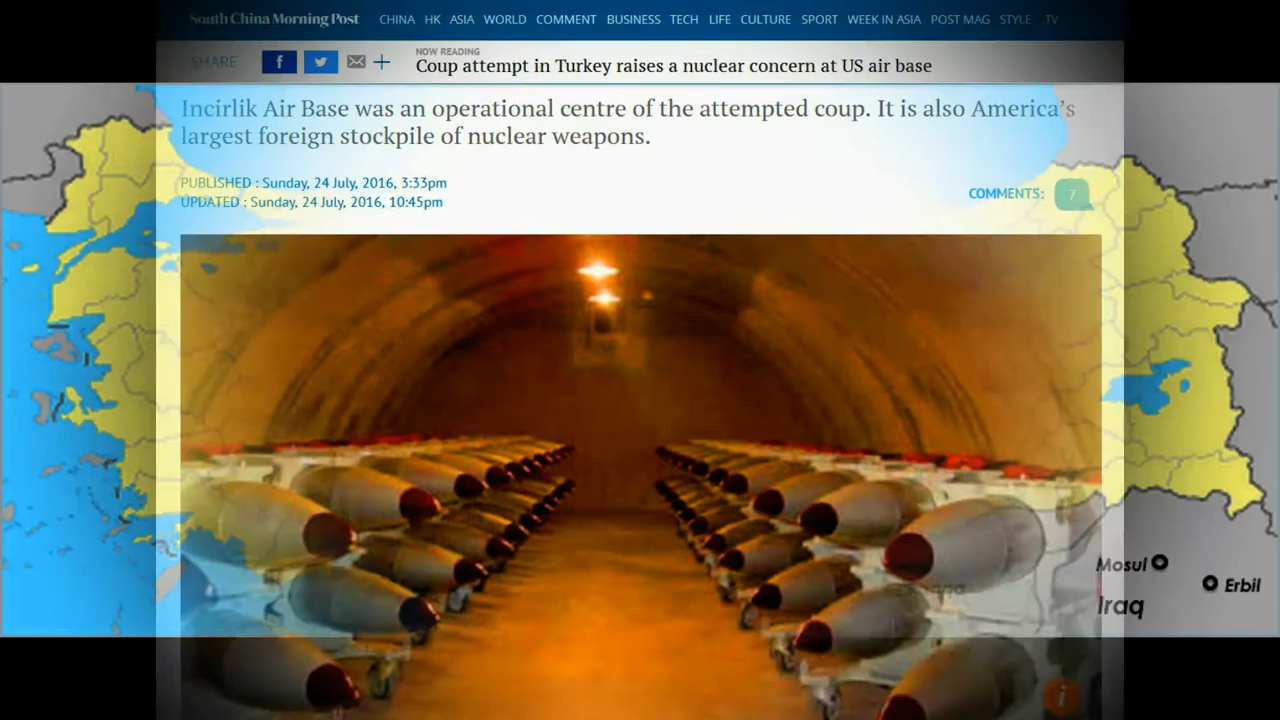 South China Morning Post CHINA HK ASIA WORLD COMMENT BUSINESS TECH LIFE CULTURE SPORT WEEK IN ASIA POST MAG STYLE .TV
NOW READING
SHARE f + Coup attempt in Turkey raises a nuclear concern at US air base
Incirlik Air Base was an operational centre of the attempted coup. It is also America's
largest foreign stockpile of nuclear weapons.
PUBLISHED : Sunday, 24 July, 2016, 3:33pm
UPDATED : Sunday, 24 July, 2016, 10:45pm
COMMENTS: 7
Mosul
Erbil
Iraq
i